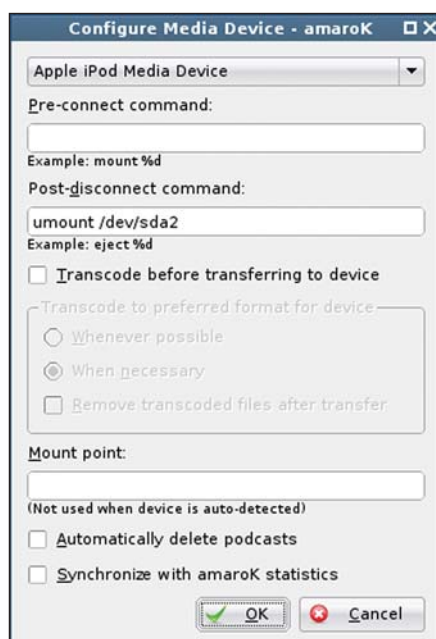 Configure Media Device - amaroK
Apple iPod Media Device
Pre-connect command:
Example: mount %d
Post-disconnect command:
umount /dev/sda2
Example: eject %d
Transcode before transferring to device
Transcode to preferred format for device
Whenever possible
When necessary
Remove transcoded files after transfer
Mount point:
(Not used when device is auto-detected)
Automatically delete podcasts
Synchronize with amaroK statistics
OK Cancel